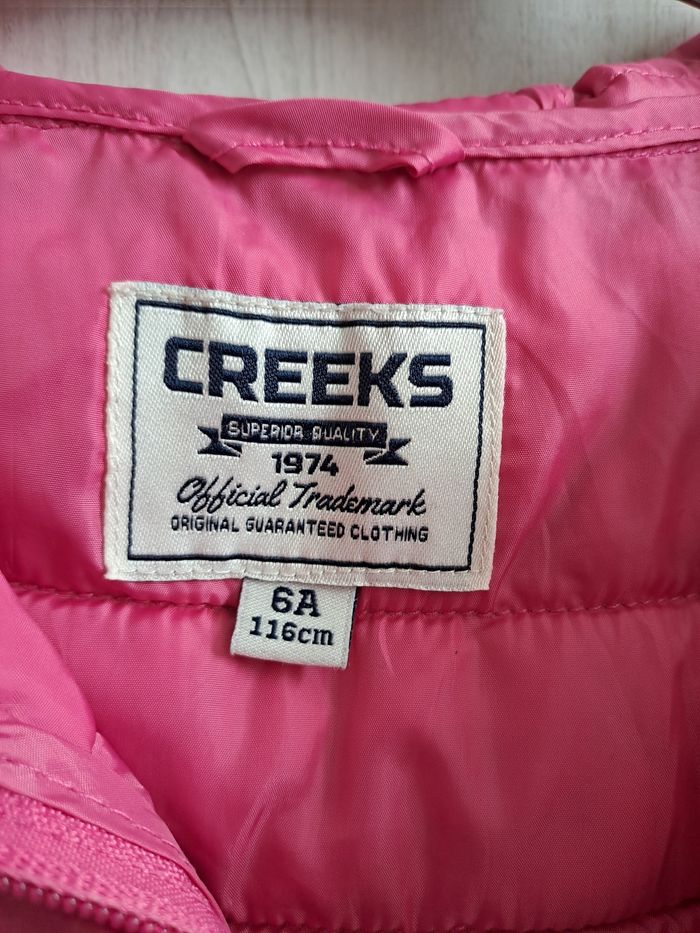 CREEKS
SUPERIOR QUALITY
1974
Official Trademark
ORIGINAL GUARANTEED CLOTHING
6A
116cm